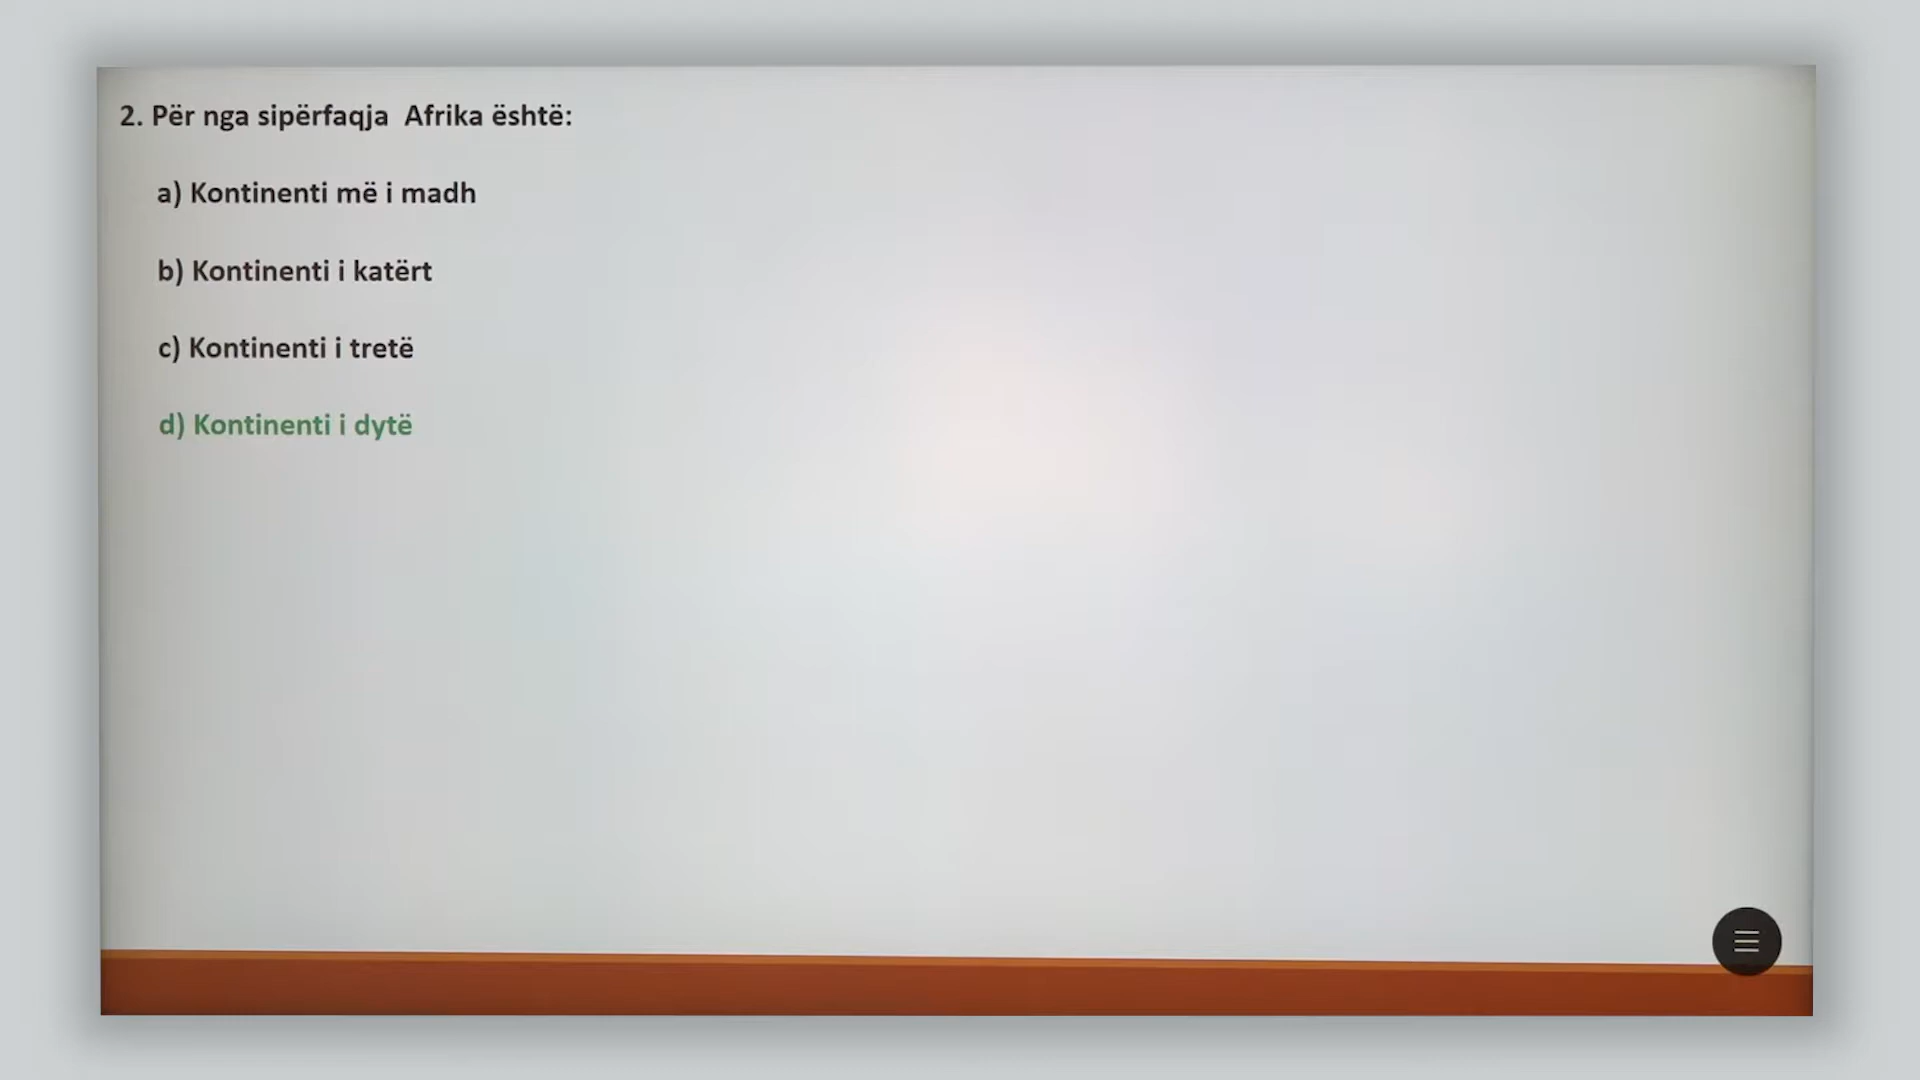 2. Për nga sipërfaqja  Afrika është:
a) Kontinenti më i madh
b) Kontinenti i katërt
c) Kontinenti i tretë
d) Kontinenti i dytë